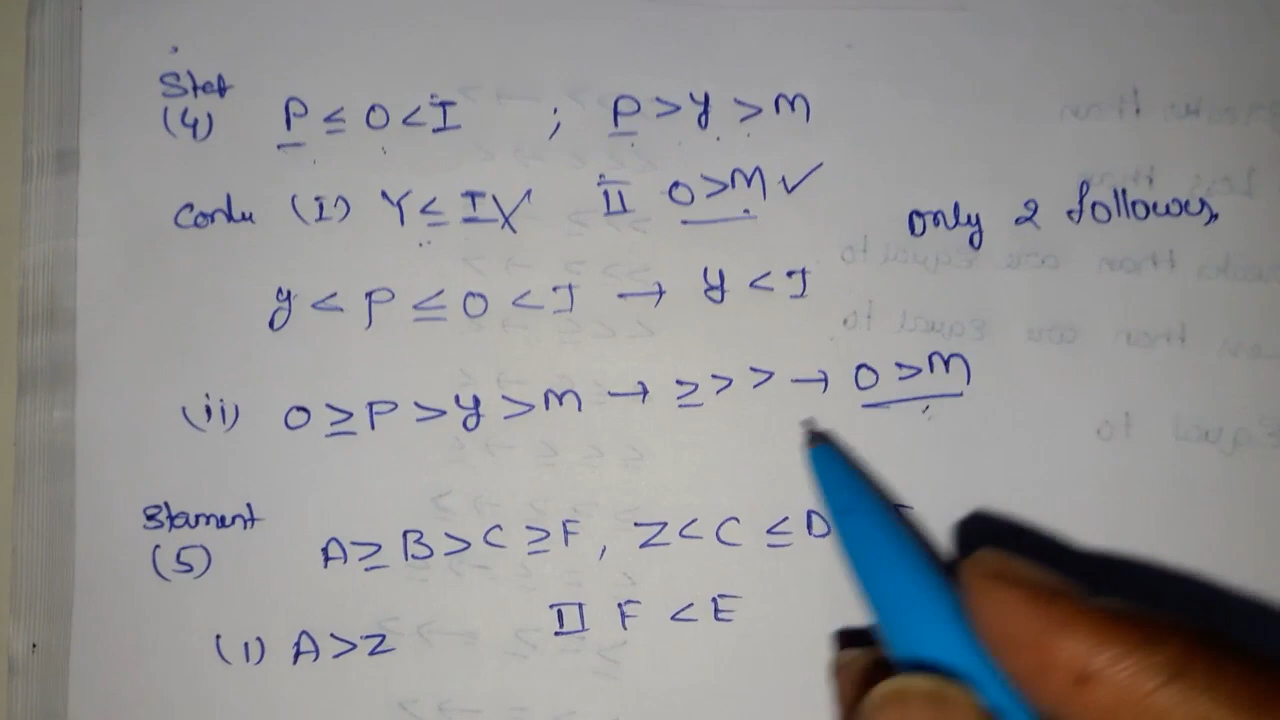 Stat
(4) P ≤ O < I ; P > Y > M
Conlu (I) Y ≤ I X II O > M ✓
only 2 follows,
y < P ≤ O < I → y < I
(ii) O ≥ P > y > M → ≥ > > → O > M
Stament
(5) A ≥ B > C ≥ F, Z < C ≤ D
(1) A > Z II F < E